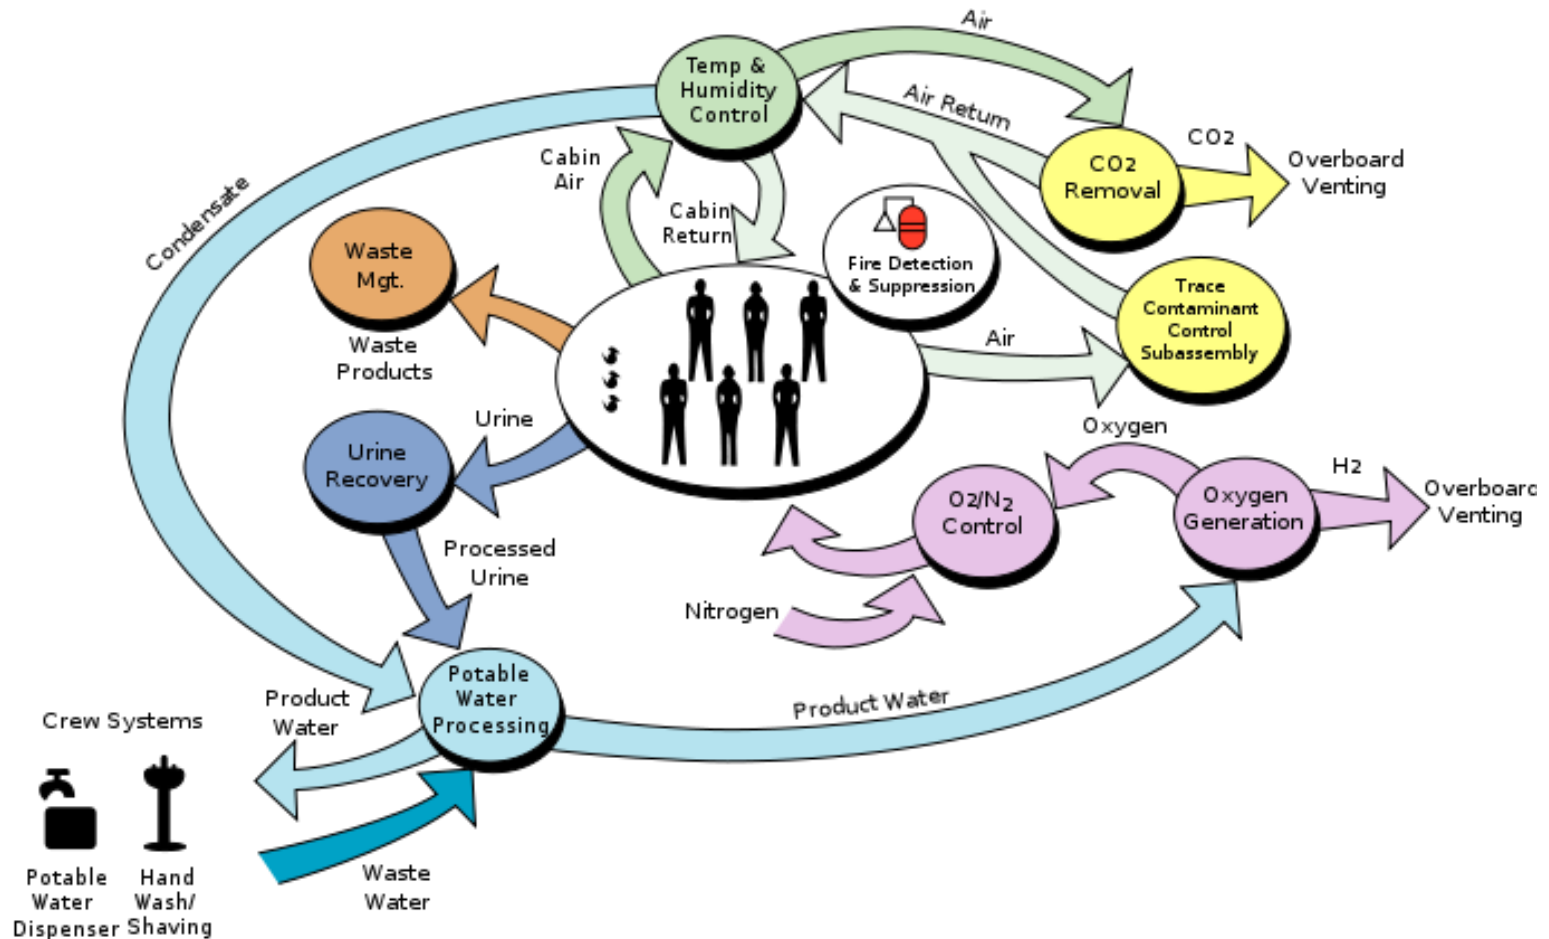 Air
Temp &
Humidity
Control
Air Return
CO2
CO2
Removal
Overboard
Venting
Cabin
Air
Cabin
Return
Condensate
Waste
Mgt.
Waste
Products
Fire Detection
& Suppression
Trace
Contaminant
Control
Subassembly
Air
Urine
Urine
Recovery
Oxygen
O2/N2
Control
Oxygen
Generation
H2
Overboard
Venting
Processed
Urine
Nitrogen
Potable
Water
Processing
Product
Water
Product Water
Crew Systems
Waste
Water
Potable
Water
Dispenser
Hand
Wash/
Shaving